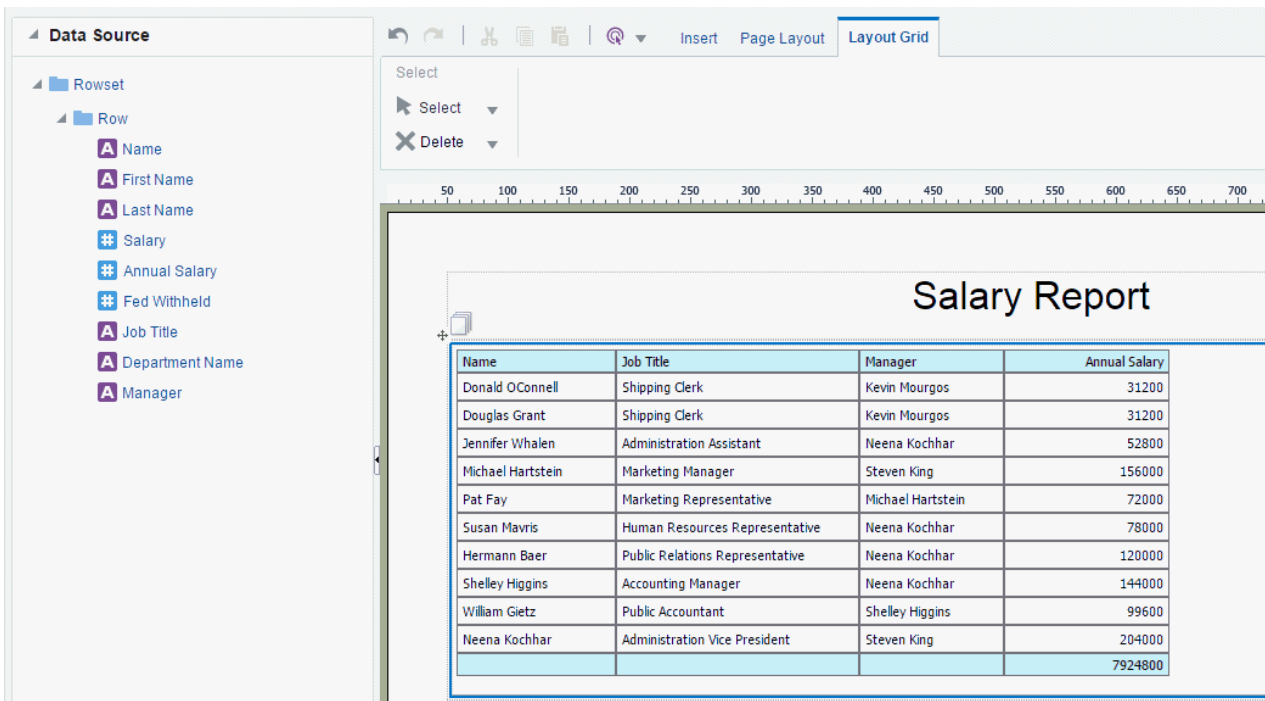 Data Source
Rowset
Row
A Name
A First Name
A Last Name
# Salary
# Annual Salary
# Fed Withheld
A Job Title
A Department Name
A Manager
Insert Page Layout Layout Grid
Select
Select
Delete
50 100 150 200 250 300 350 400 450 500 550 600 650 700
Salary Report
Name Job Title Manager Annual Salary
Donald OConnell Shipping Clerk Kevin Mourgos 31200
Douglas Grant Shipping Clerk Kevin Mourgos 31200
Jennifer Whalen Administration Assistant Neena Kochhar 52800
Michael Hartstein Marketing Manager Steven King 156000
Pat Fay Marketing Representative Michael Hartstein 72000
Susan Mavris Human Resources Representative Neena Kochhar 78000
Hermann Baer Public Relations Representative Neena Kochhar 120000
Shelley Higgins Accounting Manager Neena Kochhar 144000
William Gietz Public Accountant Shelley Higgins 99600
Neena Kochhar Administration Vice President Steven King 204000
7924800